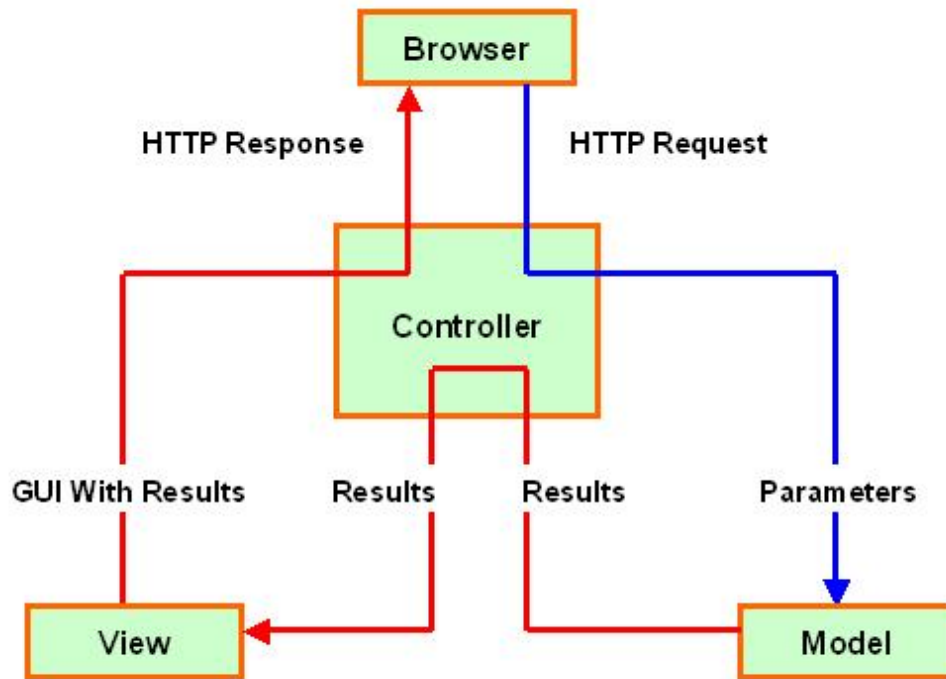 Browser
HTTP Response
HTTP Request
Controller
GUI With Results
Results
Results
Parameters
View
Model